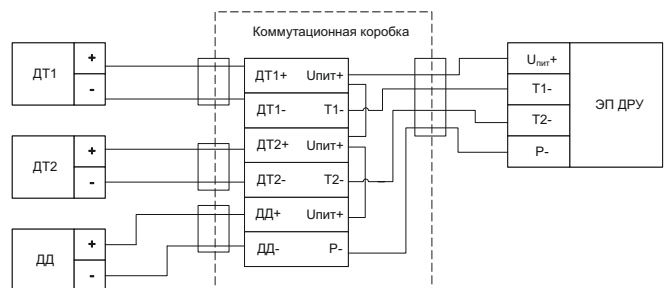 Коммутационная коробка
ДТ1
+
-
ДТ1+ Uпит+
ДТ1- Т1-
ДТ2
+
-
ДТ2+ Uпит+
ДТ2- Т2-
ДД
+
-
ДД+ Uпит+
ДД- Р-
Uпит+
Т1-
Т2-
Р-
ЭП ДРУ